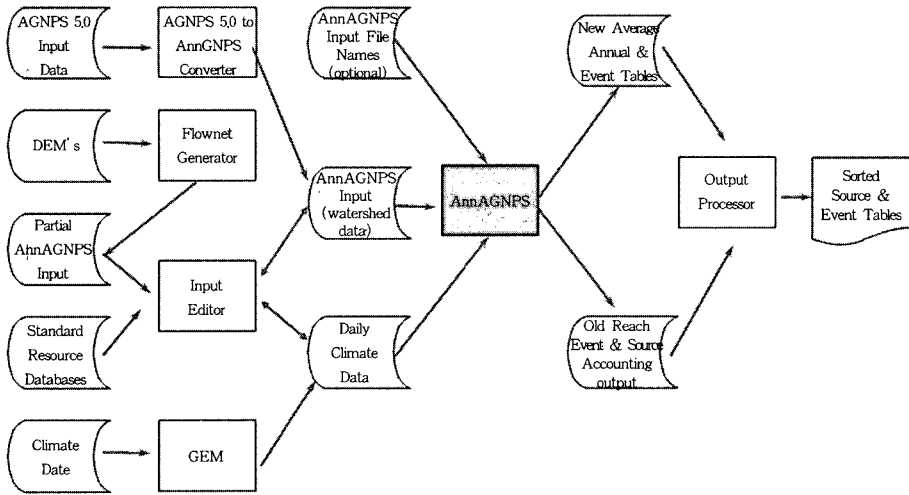 AGNPS 5.0
Input
Data
AGNPS 5.0 to
AnnGNPS
Converter
AnnAGNPS
Input File
Names
(optional)
New Average
Annual &
Event Tables
DEM's
Flownet
Generator
AnnAGNPS
Input
(watershed
data)
AnnAGNPS
Output
Processor
Sorted
Source &
Event Tables
Partial
AnnAGNPS
Input
Input
Editor
Standard
Resource
Databases
Daily
Climate
Data
Old Reach
Event & Source
Accounting
output
Climate
Date
GEM